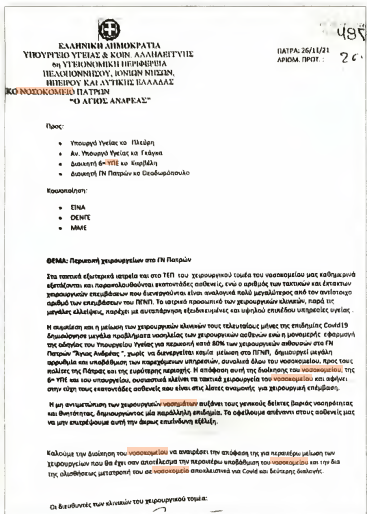 ΕΛΛΗΝΙΚΗ ΔΗΜΟΚΡΑΤΙΑ
ΥΠΟΥΡΓΕΙΟ ΥΓΕΙΑΣ & ΚΟΙΝ. ΑΛΛΗΛΕΓΓΥΗΣ
6η ΥΓΕΙΟΝΟΜΙΚΗ ΠΕΡΙΦΕΡΕΙΑ
ΠΕΛΟΠΟΝΝΗΣΟΥ, ΙΟΝΙΩΝ ΝΗΣΩΝ,
ΗΠΕΙΡΟΥ ΚΑΙ ΔΥΤΙΚΗΣ ΕΛΛΑΔΑΣ
ΚΟ ΝΟΣΟΚΟΜΕΙΟ ΠΑΤΡΩΝ
"Ο ΑΓΙΟΣ ΑΝΔΡΕΑΣ"
ΠΑΤΡΑ: 26/11/21
ΑΡΙΘΜ. ΠΡΩΤ. :
Προς:
• Υπουργό Υγείας κο Πλεύρη
• Αν. Υπουργό Υγείας κα Γκάγκα
• Διοικητή 6ης ΥΠΕ κο Καρβέλη
• Διοικητή ΓΝ Πατρών κο Θεοδωρόπουλο
Κοινοποίηση:
• ΕΙΝΑ
• ΟΕΝΓΕ
• ΜΜΕ
ΘΕΜΑ: Περικοπή χειρουργείων στο ΓΝ Πατρών
Στα τακτικά εξωτερικά ιατρεία και στο ΤΕΠ του χειρουργικού τομέα του νοσοκομείου μας καθημερινά
εξετάζονται και παρακολουθούνται εκατοντάδες ασθενείς, ενώ ο αριθμός των τακτικών και έκτακτων
χειρουργικών επεμβάσεων που διενεργούνται είναι αναλογικά πολύ μεγαλύτερος από τον αντίστοιχο
αριθμό των επεμβάσεων του ΠΓΝΠ. Το ιατρικό προσωπικό των χειρουργικών κλινικών, παρά τις
μεγάλες ελλείψεις, παρέχει με αυταπάρνηση εξειδικευμένες και υψηλού επιπέδου υπηρεσίες υγείας .
Η συμπίεση και η μείωση των χειρουργικών κλινικών τους τελευταίους μήνες της επιδημίας Covid19
δημιούργησε μεγάλα προβλήματα νοσηλείας των χειρουργικών ασθενών ενώ η μονομερής εφαρμογή
της οδηγίας του Υπουργείου Υγείας για περικοπή κατά 80% των χειρουργικών αιθουσών στο ΓΝ
Πατρών "Άγιος Ανδρέας" , χωρίς να διενεργείται καμία μείωση στο ΠΓΝΠ, δημιουργεί μεγάλη
αρρυθμία και υποβάθμιση των παρεχόμενων υπηρεσιών, συνολικά όλου του νοσοκομείου, προς τους
πολίτες της Πάτρας και της ευρύτερης περιοχής. Η απόφαση αυτή της διοίκησης του νοσοκομείου, της
6ης ΥΠΕ και του υπουργείου, ουσιαστικά κλείνει τα τακτικά χειρουργεία του νοσοκομείου και αφήνει
στην τύχη τους εκατοντάδες ασθενείς που είναι στις λίστες αναμονής για χειρουργική επέμβαση.
Η μη αντιμετώπιση των χειρουργικών νοσημάτων αυξάνει τους γενικούς δείκτες βαριάς νοσηρότητας
και θνητότητας, δημιουργώντας μία παράλληλη επιδημία. Το οφείλουμε απέναντι στους ασθενείς μας
να μην επιτρέψουμε αυτή την άκρως επικίνδυνη εξέλιξη.
Καλούμε την Διοίκηση του νοσοκομείου να αναιρέσει την απόφαση της για περαιτέρω μείωση των
χειρουργείων που θα έχει σαν αποτέλεσμα την περαιτέρω υποβάθμιση του νοσοκομείου και την δια
της ολισθήσεως μετατροπή του σε νοσοκομείο αποκλειστικά για Covid και δεύτερης διαλογής.
Οι διευθυντές των κλινικών του χειρουργικού τομέα: